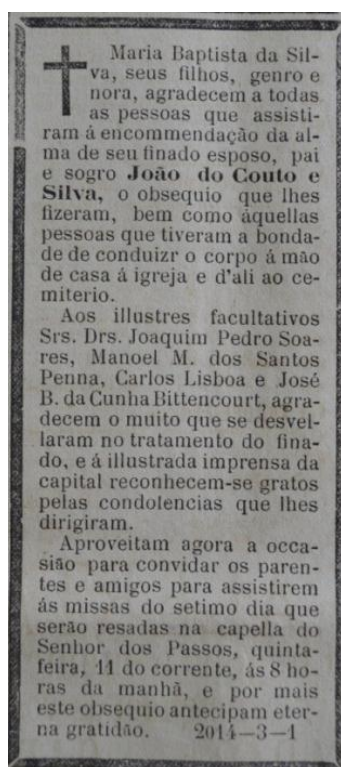 Maria Baptista da Sil-
va, seus filhos, genro e
nora, agradecem a todas
as pessoas que assisti-
ram á encommendação da al-
ma de seu finado esposo, pai
e sogro João do Couto e
Silva, o obsequio que lhes
fizeram, bem como áquellas
pessoas que tiveram a bonda-
de de conduizr o corpo á mão
de casa á igreja e d'ali ao ce-
miterio.
Aos illustres facultativos
Srs. Drs. Joaquim Pedro Soa-
res, Manoel M. dos Santos
Penna, Carlos Lisboa e José
B. da Cunha Bittencourt, agra-
decem o muito que se desvel-
laram no tratamento do fina-
do, e á illustrada imprensa da
capital reconhecem-se gratos
pelas condolencias que lhes
dirigiram.
Aproveitam agora a occa-
sião para convidar os paren-
tes e amigos para assistirem
ás missas do setimo dia que
serão resadas na capella do
Senhor dos Passos, quinta-
feira, 11 do corrente, ás 8 ho-
ras da manhã, e por mais
este obsequio antecipam eter-
na gratidão. 2014—3—1